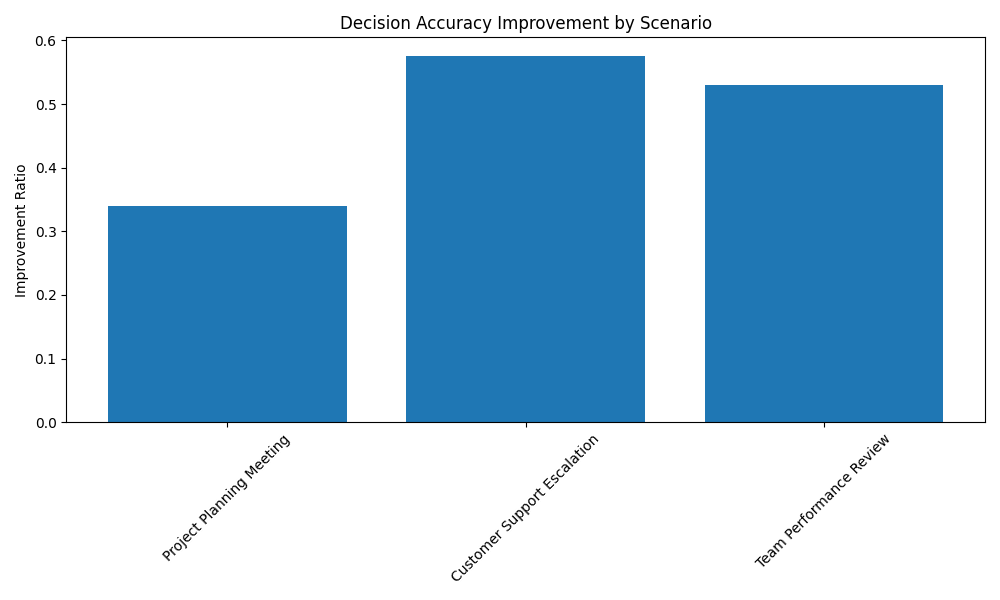 Decision Accuracy Improvement by Scenario
Improvement Ratio
0.6
0.5
0.4
0.3
0.2
0.1
0.0
Project Planning Meeting
Customer Support Escalation
Team Performance Review